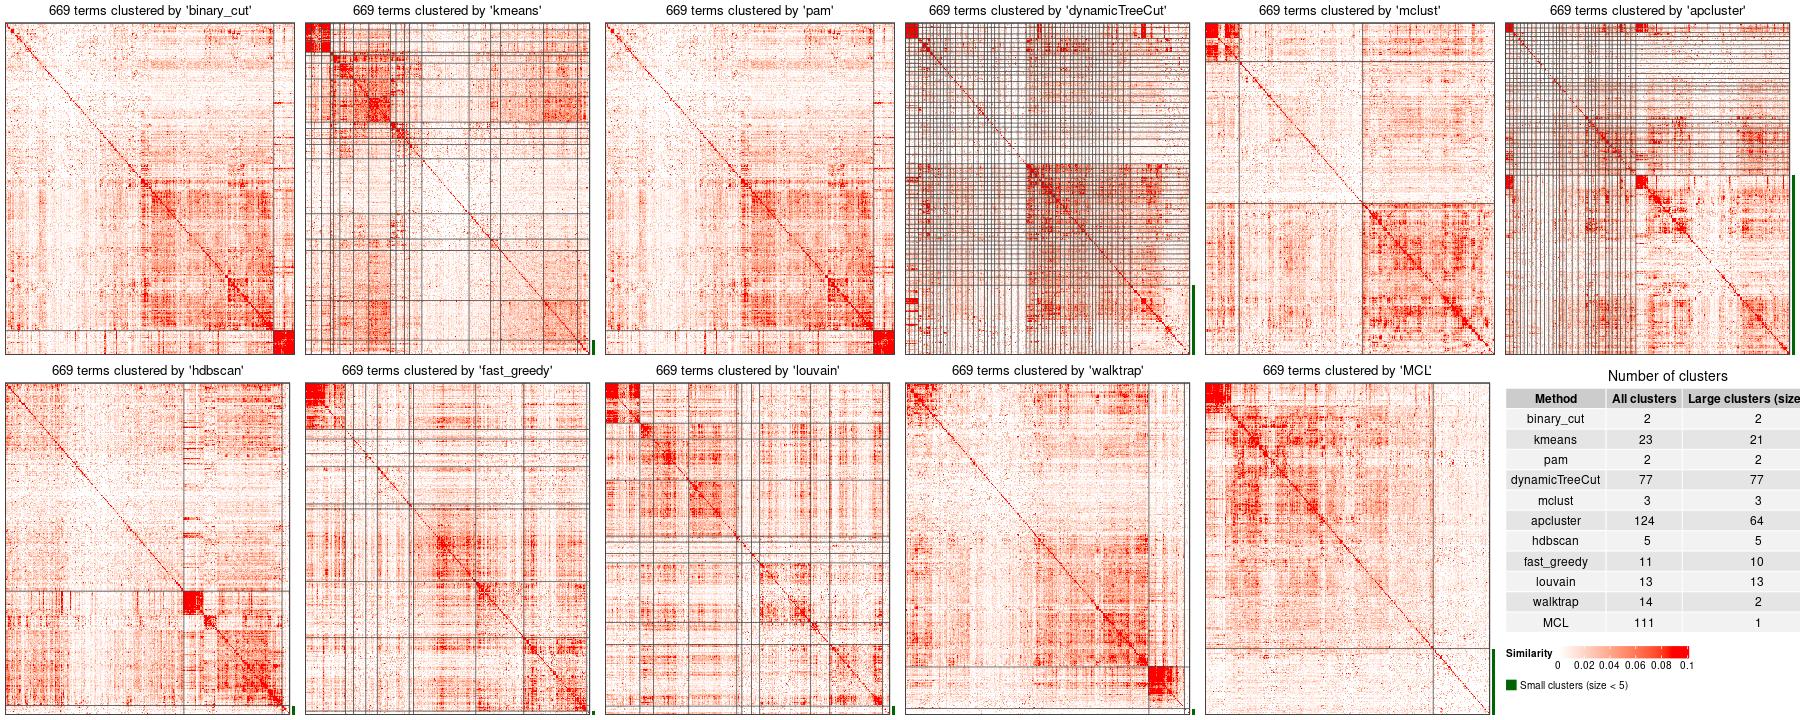 669 terms clustered by 'binary_cut'
669 terms clustered by 'kmeans'
669 terms clustered by 'pam'
669 terms clustered by 'dynamicTreeCut'
669 terms clustered by 'mclust'
669 terms clustered by 'apcluster'
669 terms clustered by 'hdbscan'
669 terms clustered by 'fast_greedy'
669 terms clustered by 'louvain'
669 terms clustered by 'walktrap'
669 terms clustered by 'MCL'
Number of clusters
Method All clusters Large clusters (size
binary_cut 2 2
kmeans 23 21
pam 2 2
dynamicTreeCut 77 77
mclust 3 3
apcluster 124 64
hdbscan 5 5
fast_greedy 11 10
louvain 13 13
walktrap 14 2
MCL 111 1
Similarity
0 0.02 0.04 0.06 0.08 0.1
Small clusters (size < 5)